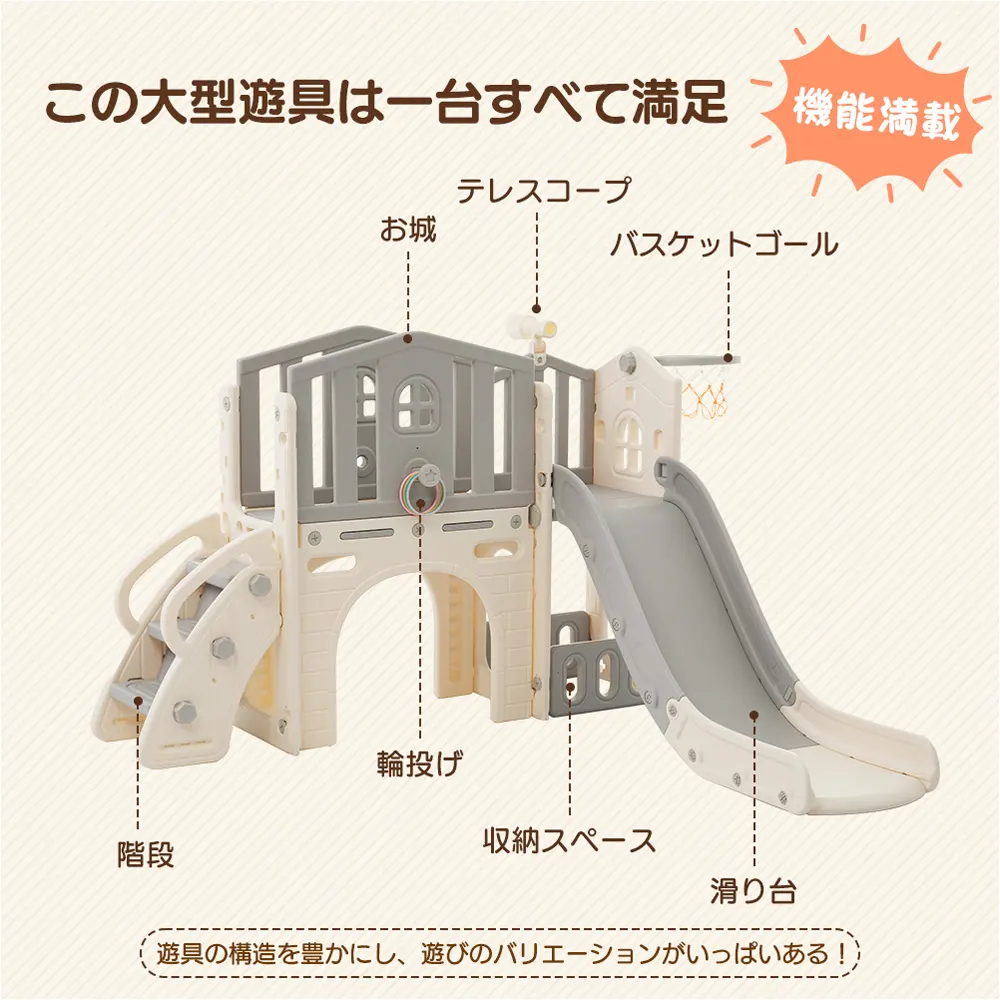 この大型遊具は一台すべて満足
機能満載
テレスコープ
お城
バスケットゴール
輪投げ
階段
収納スペース
滑り台
遊具の構造を豊かにし、遊びのバリエーションがいっぱいある！